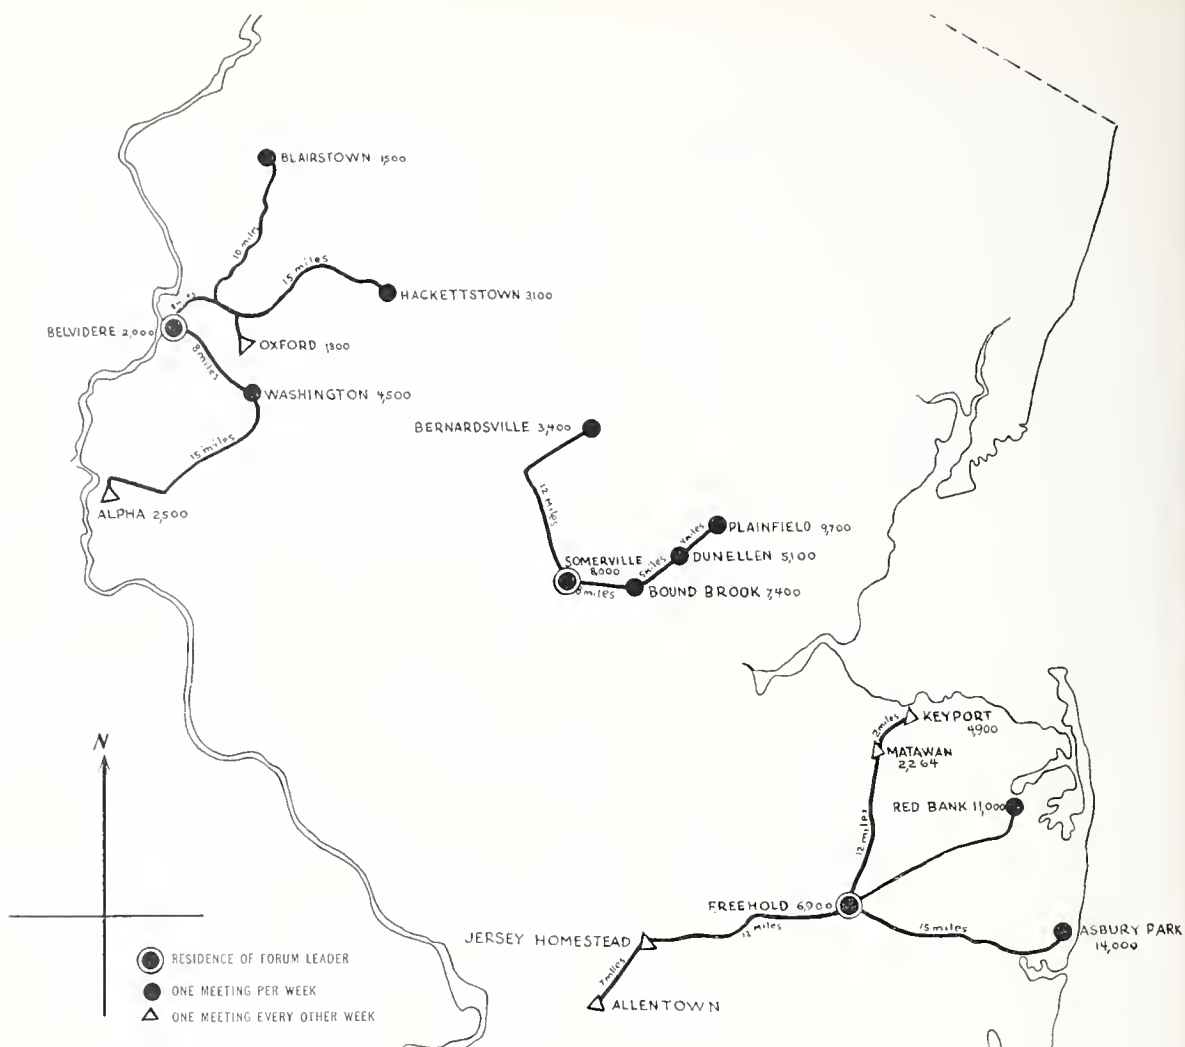 BLAIRSTOWN 1,500
10 miles
15 miles
HACKETTSTOWN 3,100
BELVIDERE 2,000
OXFORD 1,800
8 miles
WASHINGTON 4,500
15 miles
ALPHA 2,500
BERNARDSVILLE 3,400
12 miles
PLAINFIELD 9,700
4 miles
DUNELLEN 5,100
5 miles
SOMERVILLE
8,000
miles
BOUND BROOK 7,400
KEYPORT
4,900
2 miles
MATAWAN
2,264
RED BANK 11,000
12 miles
FREEHOLD 6,900
15 miles
ASBURY PARK
14,000
12 miles
JERSEY HOMESTEAD
7 miles
ALLENTOWN
N
RESIDENCE OF FORUM LEADER
ONE MEETING PER WEEK
ONE MEETING EVERY OTHER WEEK